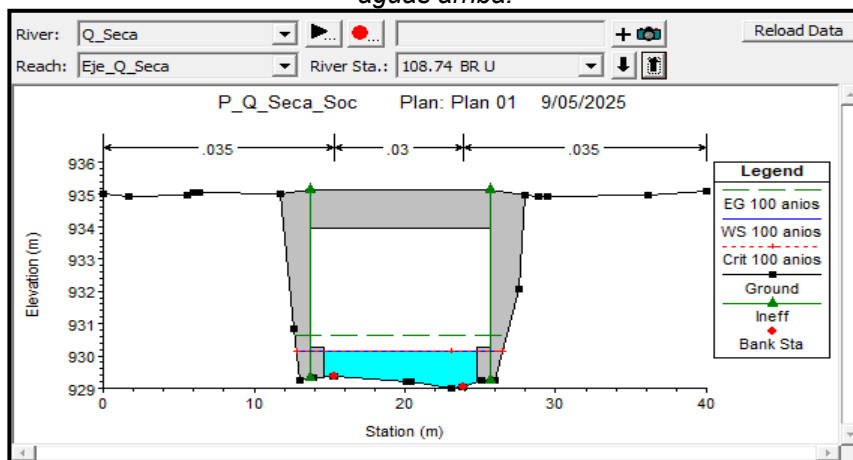 aguas arriba.
River: Q_Seca Reload Data
Reach: Eje_Q_Seca River Sta.: 108.74 BR U
P_Q_Seca_Soc Plan: Plan 01 9/05/2025
.035 .03 .035
936
935
934
933
932
931
930
929
0 10 20 30 40
Elevation (m)
Station (m)
Legend
EG 100 anios
WS 100 anios
Crit 100 anios
Ground
Ineff
Bank Sta